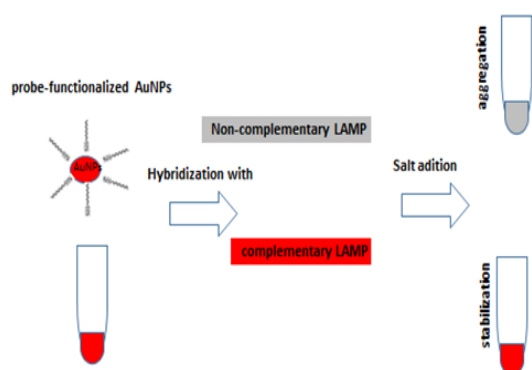 probe-functionalized AuNPs
AuNPs
Hybridization with
Non-complementary LAMP
complementary LAMP
Salt adition
aggregation
stabilization